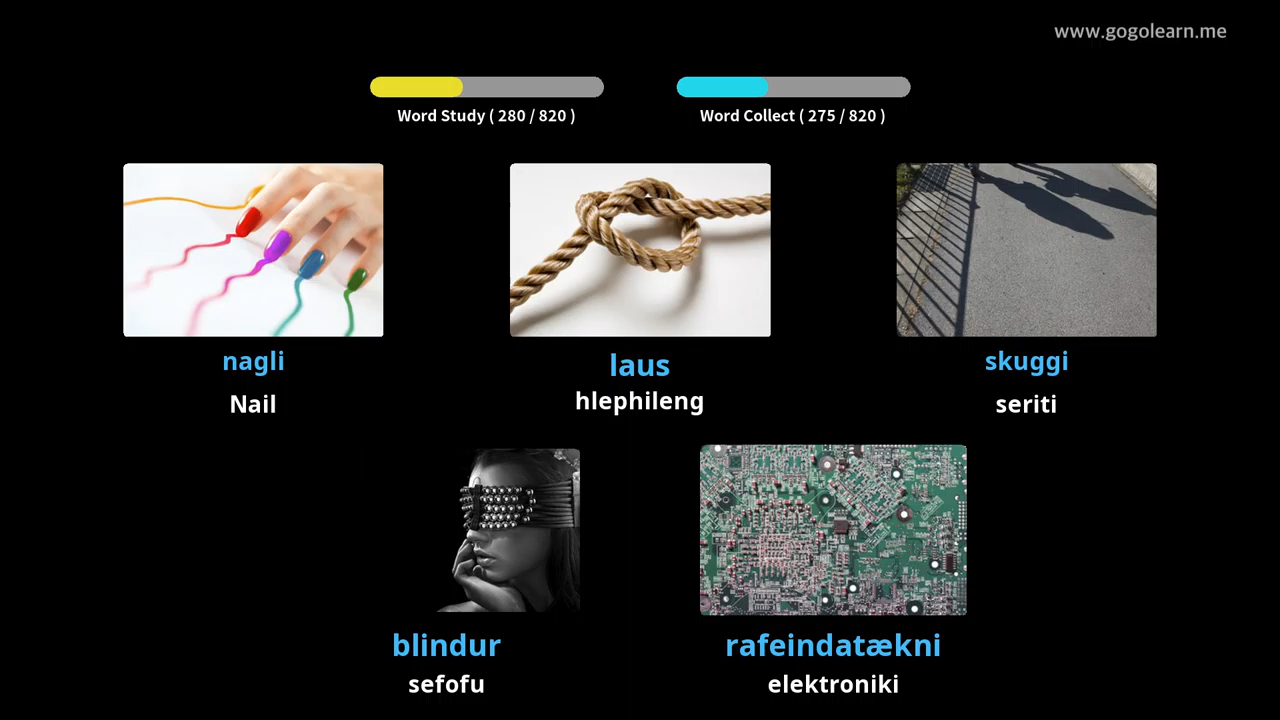 www.gogolearn.me
Word Study ( 280 / 820 )
Word Collect ( 275 / 820 )
nagli
Nail
laus
hlephileng
skuggi
seriti
blindur
sefofu
rafeindatækni
elektroniki